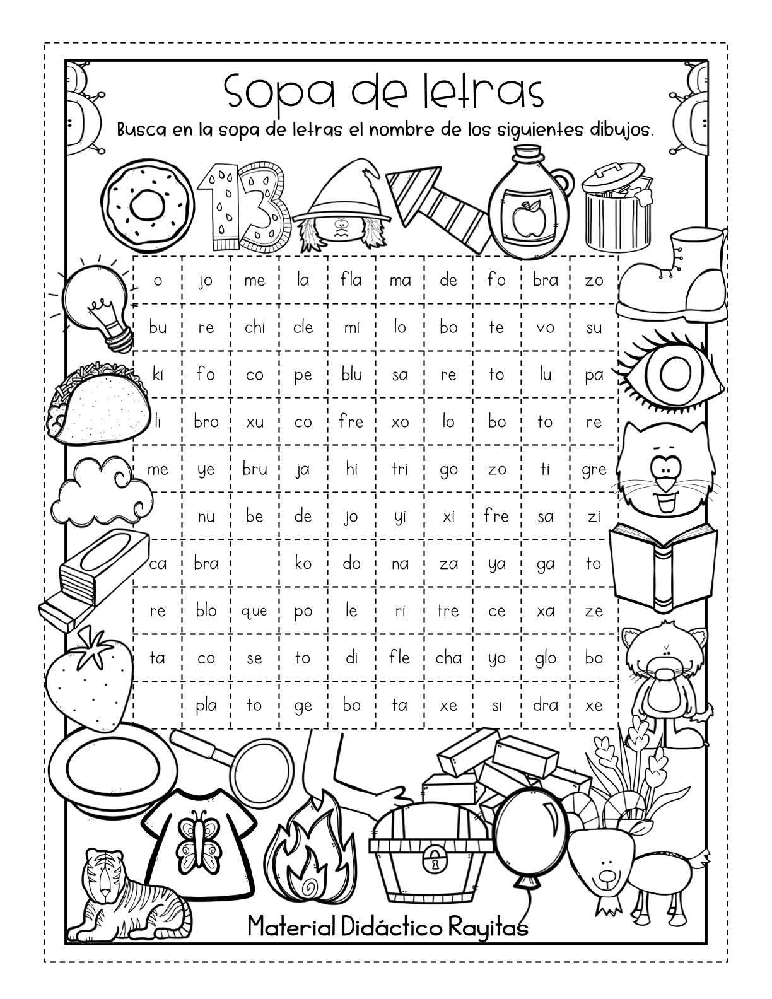 Sopa de letras
Busca en la sopa de letras el nombre de los siguientes dibujos.
13
o jo me la fla ma de fo bra zo
bu re chi cle mi lo bo te vo su
ki fo co pe blu sa re to lu pa
li bro xu co fre xo lo bo to re
me ye bru ja hi tri go zo ti gre
nu be de jo yi xi fre sa zi
ca bra ko do na za ya ga to
re blo que po le ri tre ce xa ze
ta co se to di fle cha yo glo bo
pla to ge bo ta xe si dra xe
Material Didáctico Rayitas